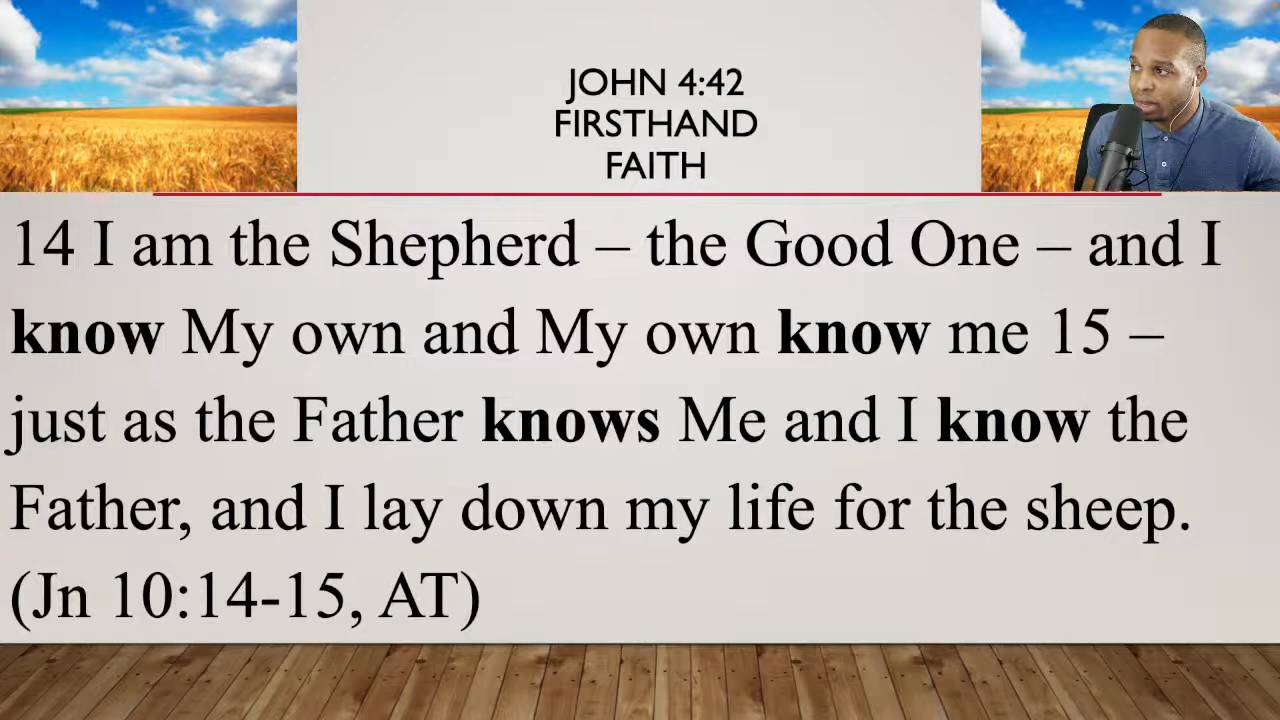 JOHN 4:42
FIRSTHAND
FAITH
14 I am the Shepherd – the Good One – and I
know My own and My own know me 15 –
just as the Father knows Me and I know the
Father, and I lay down my life for the sheep.
(Jn 10:14-15, AT)